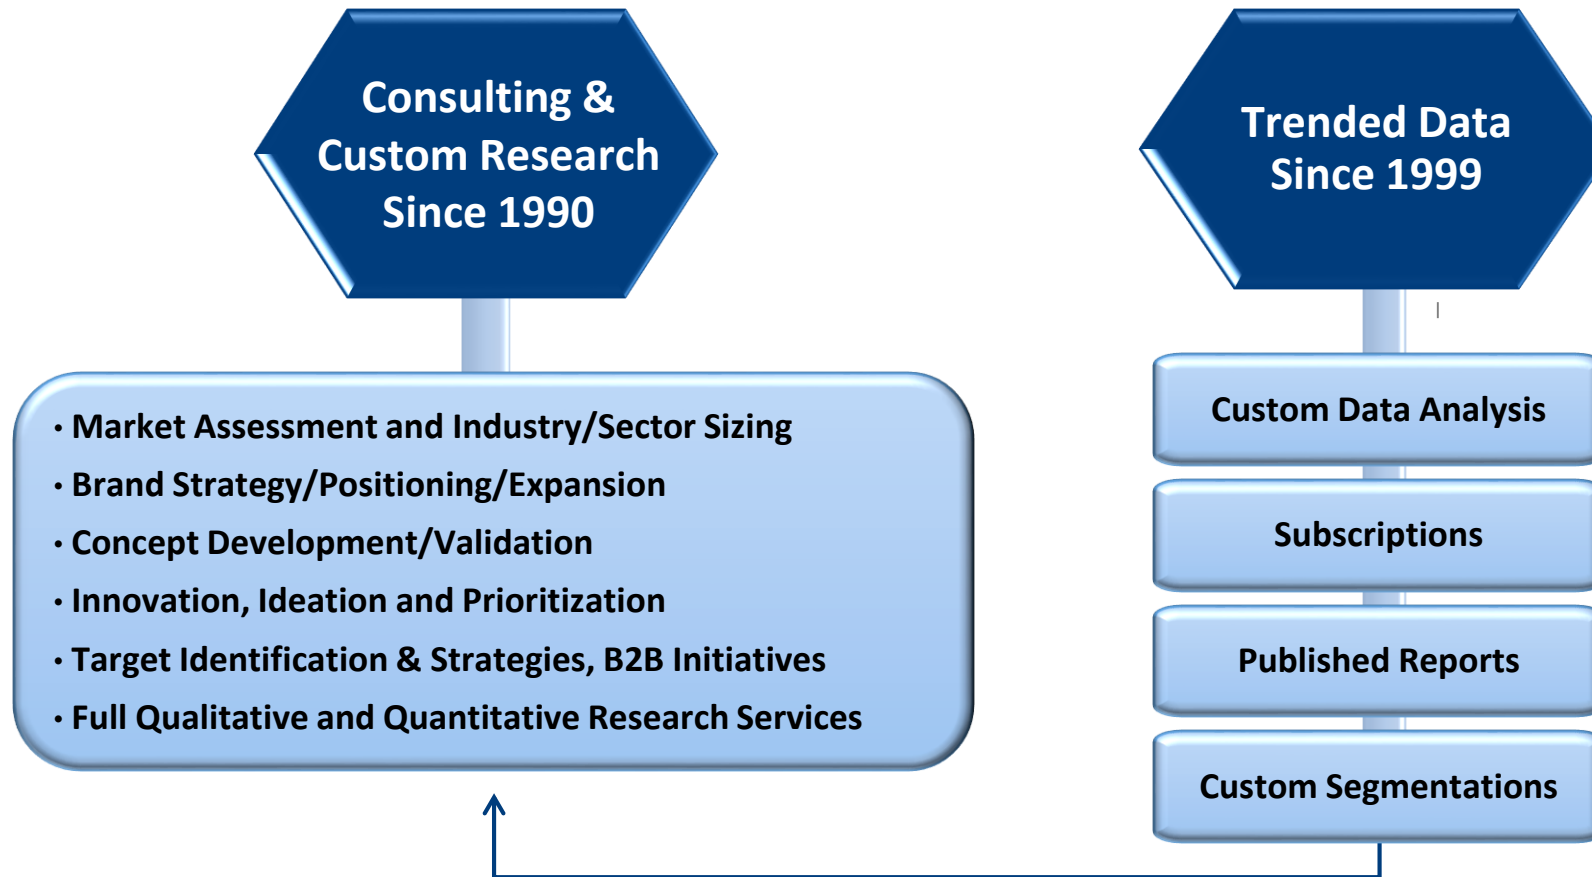 Consulting &
Custom Research
Since 1990
· Market Assessment and Industry/Sector Sizing
· Brand Strategy/Positioning/Expansion
· Concept Development/Validation
· Innovation, Ideation and Prioritization
· Target Identification & Strategies, B2B Initiatives
· Full Qualitative and Quantitative Research Services
Trended Data
Since 1999
Custom Data Analysis
Subscriptions
Published Reports
Custom Segmentations